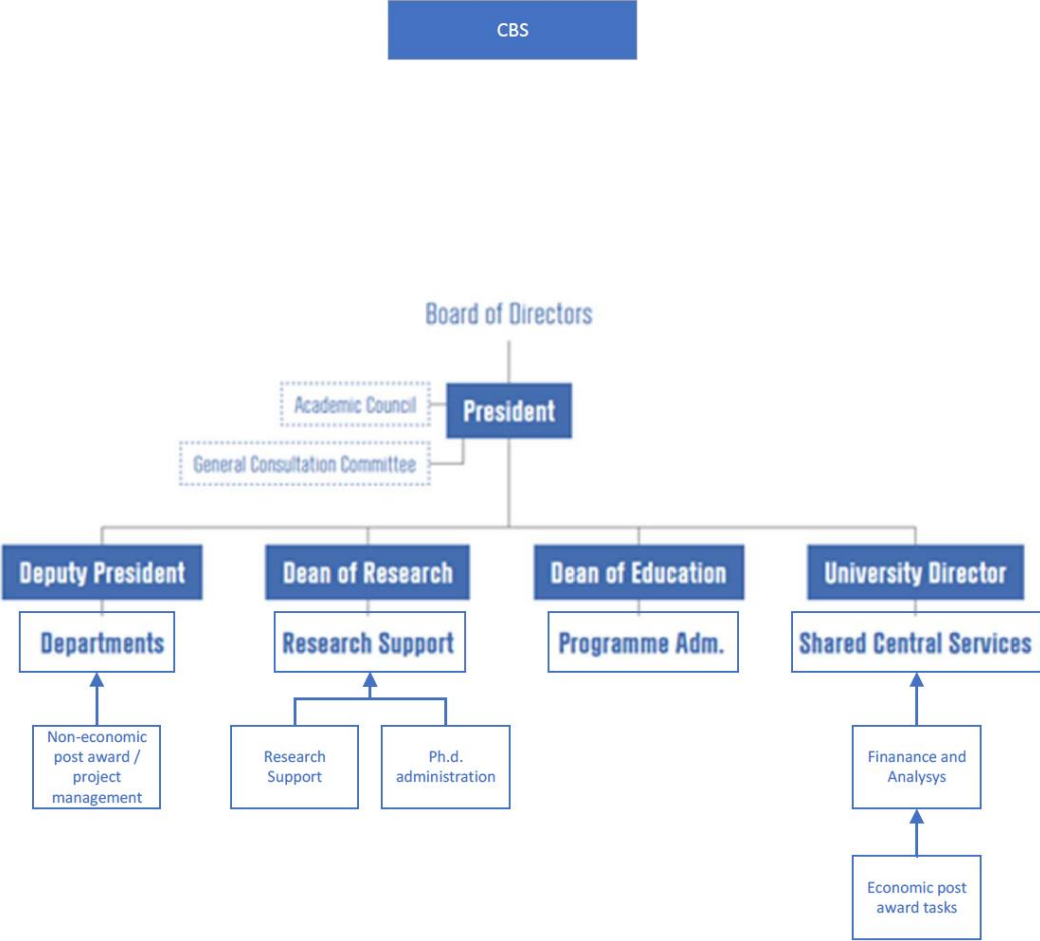 CBS
Board of Directors
Academic Council
President
General Consultation Committee
Deputy President
Dean of Research
Dean of Education
University Director
Departments
Research Support
Programme Adm.
Shared Central Services
Non-economic
post award /
project
management
Research
Support
Ph.d.
administration
Finanance and
Analysys
Economic post
award tasks